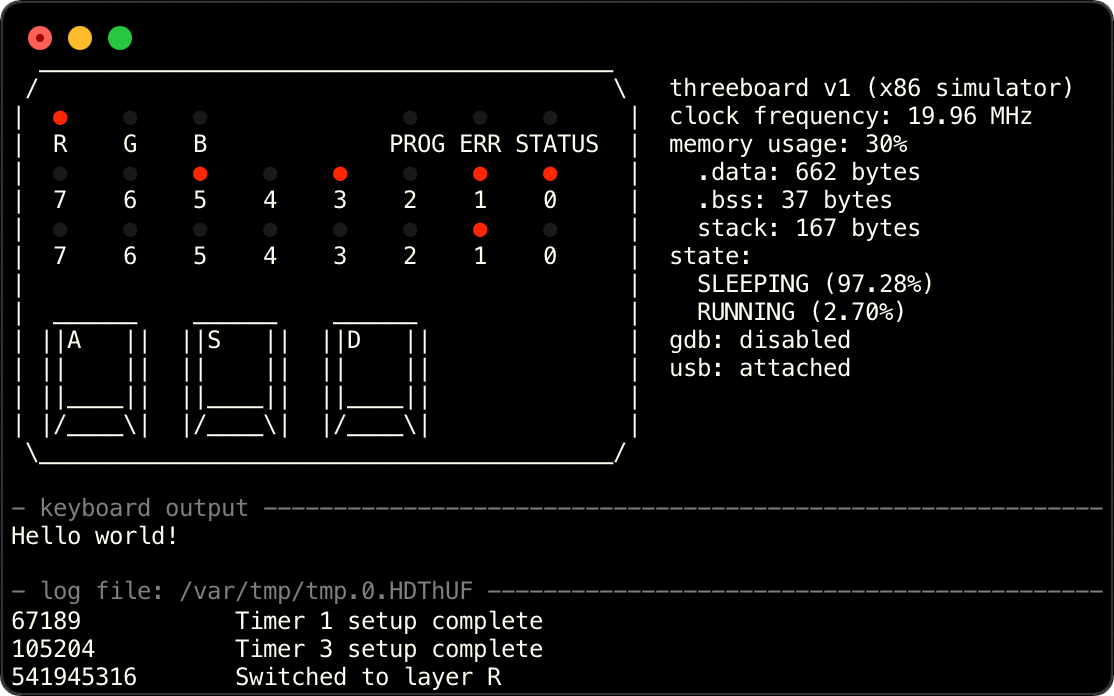 threeboard v1 (x86 simulator)
clock frequency: 19.96 MHz
memory usage: 30%
.data: 662 bytes
.bss: 37 bytes
stack: 167 bytes
state:
SLEEPING (97.28%)
RUNNING (2.70%)
gdb: disabled
usb: attached
R G B PROG ERR STATUS
7 6 5 4 3 2 1 0
7 6 5 4 3 2 1 0
A S D
- keyboard output
Hello world!
- log file: /var/tmp/tmp.0.HDThUF
67189 Timer 1 setup complete
105204 Timer 3 setup complete
541945316 Switched to layer R